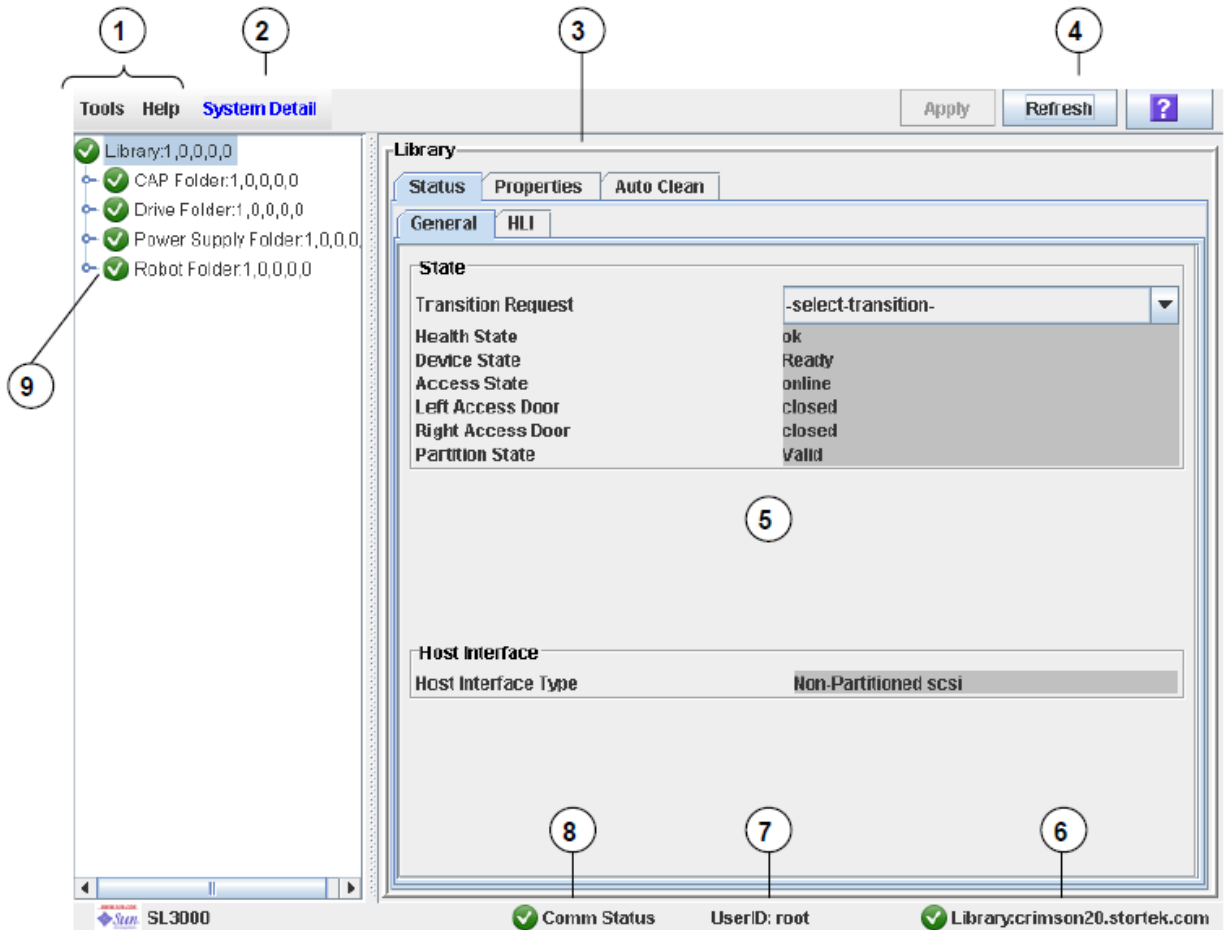 1 2 3 4
Tools Help System Detail Apply Refresh ?
Library:1,0,0,0,0
CAP Folder:1,0,0,0,0
Drive Folder:1,0,0,0,0
Power Supply Folder:1,0,0,0,
Robot Folder:1,0,0,0,0
9
Library
Status Properties Auto Clean
General HLI
State
Transition Request -select-transition-
Health State ok
Device State Ready
Access State online
Left Access Door closed
Right Access Door closed
Partition State Valid
5
Host Interface
Host Interface Type Non-Partitioned scsi
8 7 6
Sun SL3000 Comm Status UserID: root Library:crimson20.stortek.com